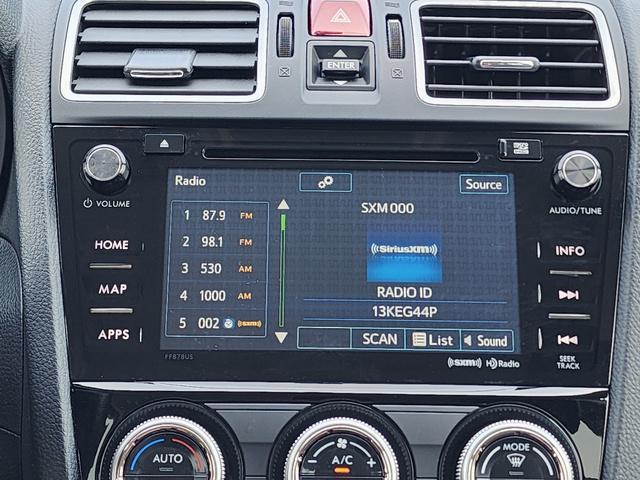 ENTER
Radio
Source
VOLUME
AUDIO/TUNE
SXM 000
1 87.9 FM
2 98.1 FM
3 530 AM
4 1000 AM
5 002 (((sxm)))
((SiriusXM))
RADIO ID
13KEG44P
SCAN List Sound
HOME
MAP
APPS
INFO
SEEK
TRACK
FF878US
(((sxm))) HD Radio
AUTO
- A/C +
MODE